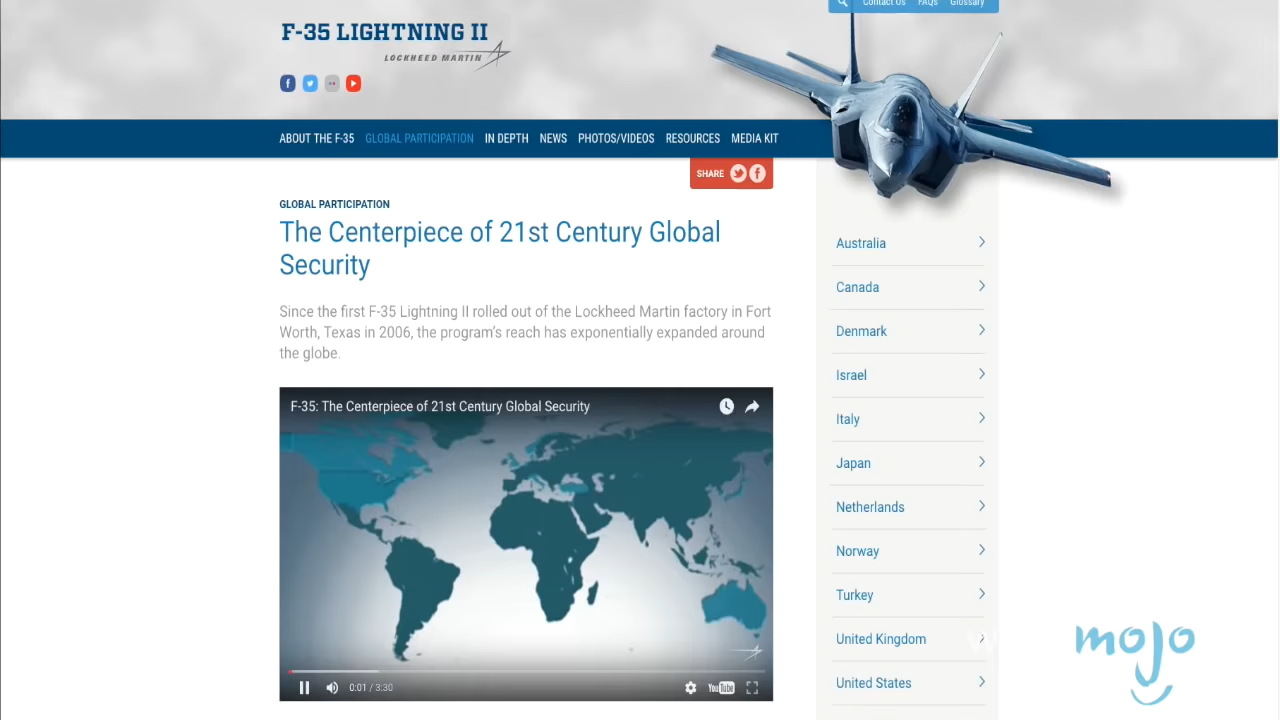 Contact Us FAQs Glossary
F-35 LIGHTNING II
LOCKHEED MARTIN
ABOUT THE F-35 GLOBAL PARTICIPATION IN DEPTH NEWS PHOTOS/VIDEOS RESOURCES MEDIA KIT
SHARE
GLOBAL PARTICIPATION
The Centerpiece of 21st Century Global
Security
Since the first F-35 Lightning II rolled out of the Lockheed Martin factory in Fort
Worth, Texas in 2006, the program's reach has exponentially expanded around
the globe.
F-35: The Centerpiece of 21st Century Global Security
0:01 / 3:30
YouTube
Australia
Canada
Denmark
Israel
Italy
Japan
Netherlands
Norway
Turkey
United Kingdom
United States
mojo